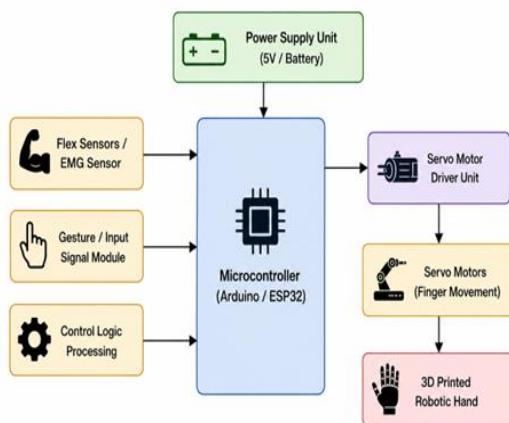 Power Supply Unit
(5V / Battery)
Flex Sensors /
EMG Sensor
Gesture / Input
Signal Module
Control Logic
Processing
Microcontroller
(Arduino / ESP32)
Servo Motor
Driver Unit
Servo Motors
(Finger Movement)
3D Printed
Robotic Hand